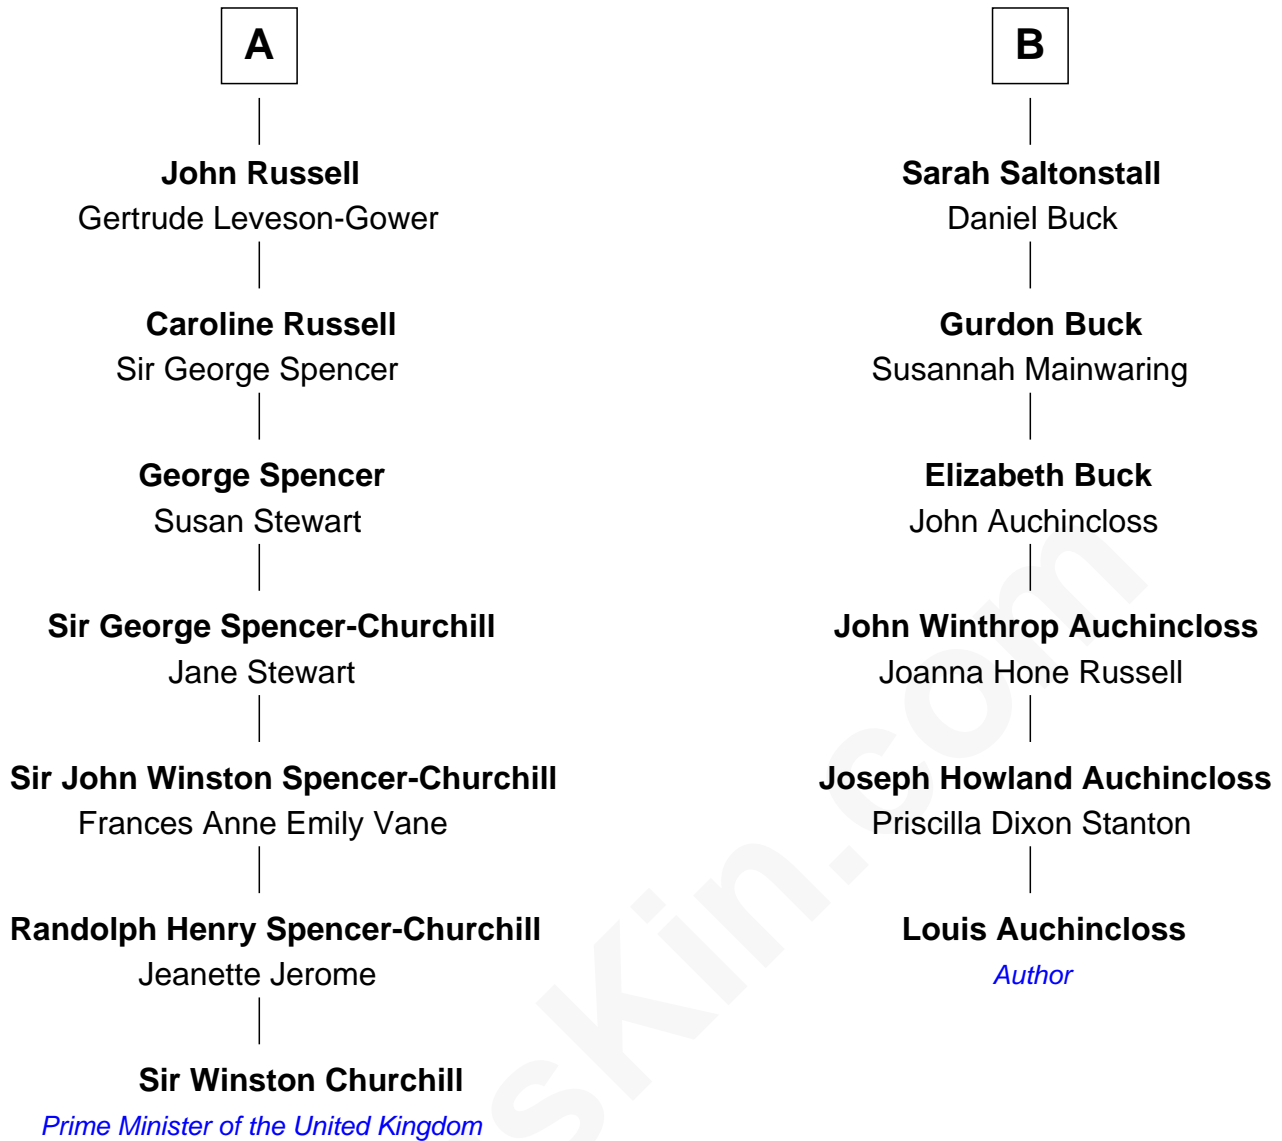 A
John Russell
Gertrude Leveson-Gower
Caroline Russell
Sir George Spencer
George Spencer
Susan Stewart
Sir George Spencer-Churchill
Jane Stewart
Sir John Winston Spencer-Churchill
Frances Anne Emily Vane
Randolph Henry Spencer-Churchill
Jeanette Jerome
Sir Winston Churchill
Prime Minister of the United Kingdom
B
Sarah Saltonstall
Daniel Buck
Gurdon Buck
Susannah Mainwaring
Elizabeth Buck
John Auchincloss
John Winthrop Auchincloss
Joanna Hone Russell
Joseph Howland Auchincloss
Priscilla Dixon Stanton
Louis Auchincloss
Author
sKin.com